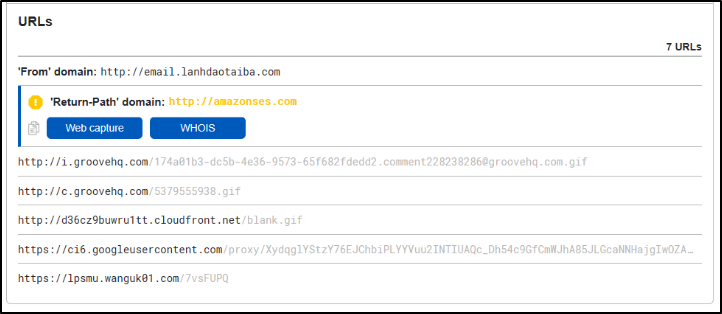 URLs
7 URLs
'From' domain: http://email.lanhdaotaiba.com
'Return-Path' domain: http://amazonses.com
Web capture WHOIS
http://i.groovehq.com/174a01b3-dc5b-4e36-9573-65f682fdedd2.comment228238286@groovehq.com.gif
http://c.groovehq.com/5379555938.gif
http://d36cz9buwru1tt.cloudfront.net/blank.gif
https://ci6.googleusercontent.com/proxy/XydqglYStzY76EJChbiPLYYVuu2INTIUAQc_Dh54c9GfCmWJhA85JLGcaNNHajgIwOZA…
https://lpsmu.wanguk01.com/7vsFUPQ